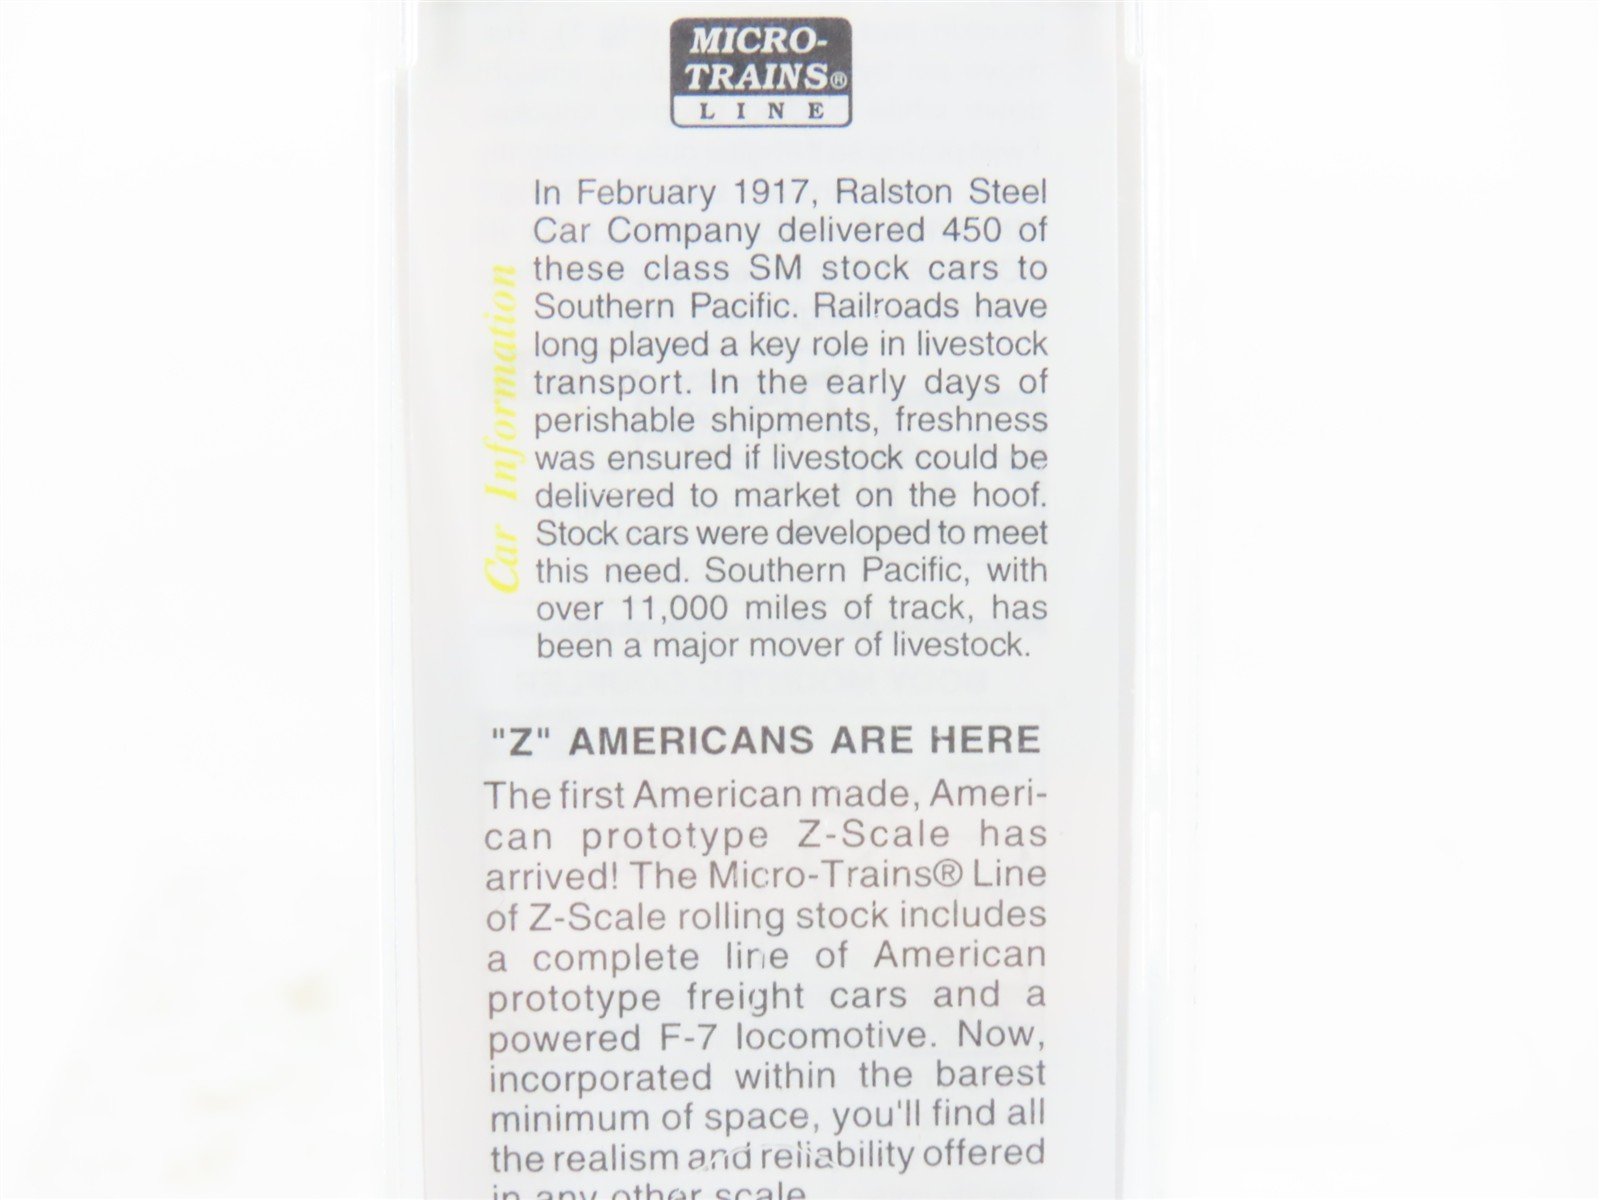 MICRO-
TRAINS®
LINE
In February 1917, Ralston Steel
Car Company delivered 450 of
these class SM stock cars to
Southern Pacific. Railroads have
long played a key role in livestock
transport. In the early days of
perishable shipments, freshness
was ensured if livestock could be
delivered to market on the hoof.
Stock cars were developed to meet
this need. Southern Pacific, with
over 11,000 miles of track, has
been a major mover of livestock.
Car Information
"Z" AMERICANS ARE HERE
The first American made, Ameri-
can prototype Z-Scale has
arrived! The Micro-Trains® Line
of Z-Scale rolling stock includes
a complete line of American
prototype freight cars and a
powered F-7 locomotive. Now,
incorporated within the barest
minimum of space, you'll find all
the realism and reliability offered
in any other scale.